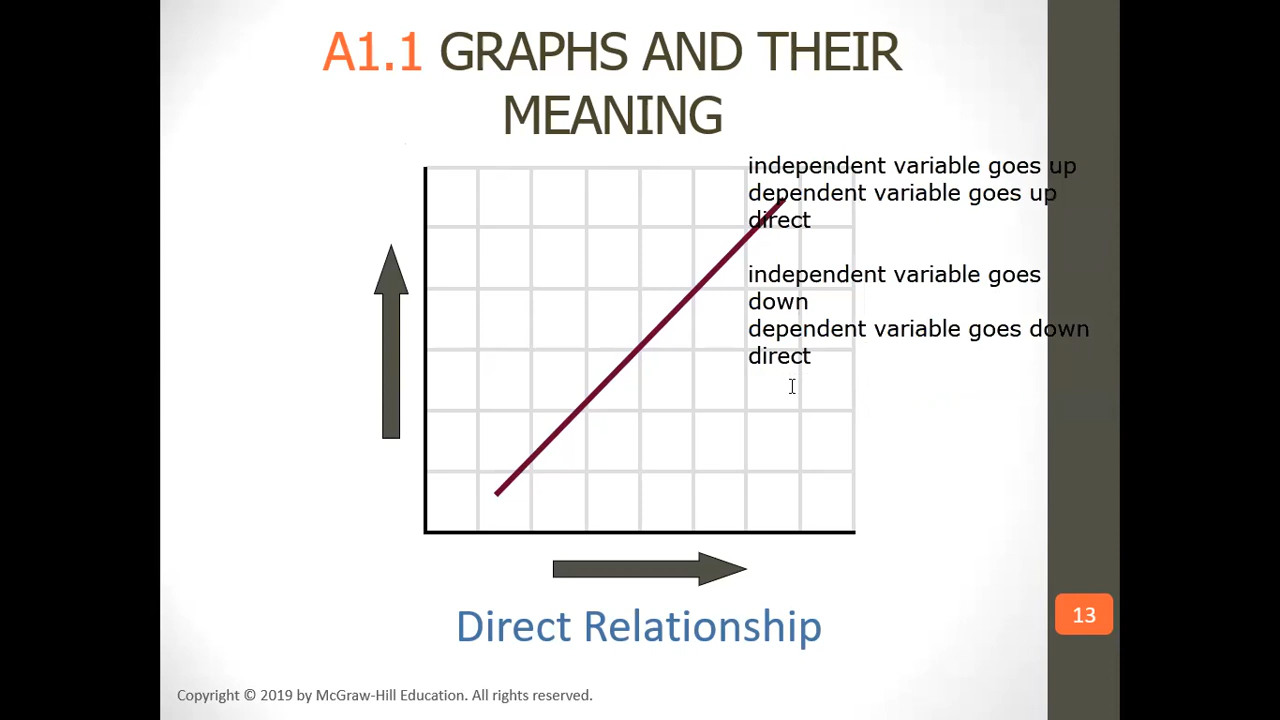 A1.1 GRAPHS AND THEIR
MEANING
independent variable goes up
dependent variable goes up
direct
independent variable goes
down
dependent variable goes down
direct
Direct Relationship
13
Copyright © 2019 by McGraw-Hill Education. All rights reserved.